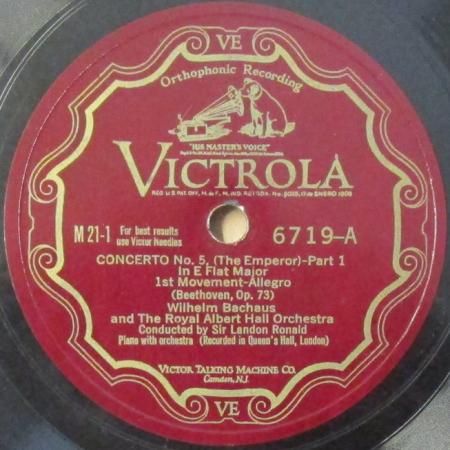 VE
Orthophonic Recording
"HIS MASTER'S VOICE"
VICTROLA
M 21-1
For best results
use Victor Needles
6719-A
CONCERTO No. 5, (The Emperor)-Part 1
In E Flat Major
1st Movement-Allegro
(Beethoven, Op. 73)
Wilhelm Bachaus
and The Royal Albert Hall Orchestra
Conducted by Sir Landon Ronald
Piano with orchestra (Recorded in Queen's Hall, London)
VICTOR TALKING MACHINE CO.
Camden, N.J.
VE